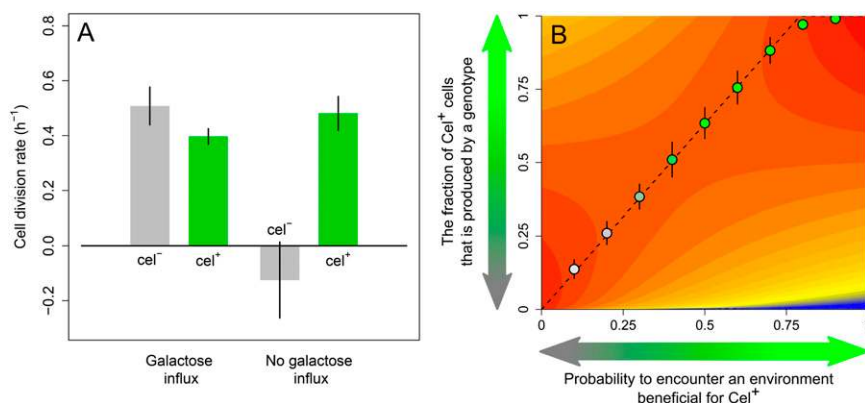 A
Cell division rate (h⁻¹)
0.8
0.6
0.4
0.2
0.0
-0.2
cel⁻
cel⁺
cel⁻
cel⁺
Galactose
influx
No galactose
influx
B
The fraction of Cel⁺ cells
that is produced by a genotype
1
0.75
0.50
0.25
0
0
0.25
0.5
0.75
Probability to encounter an environment
beneficial for Cel⁺